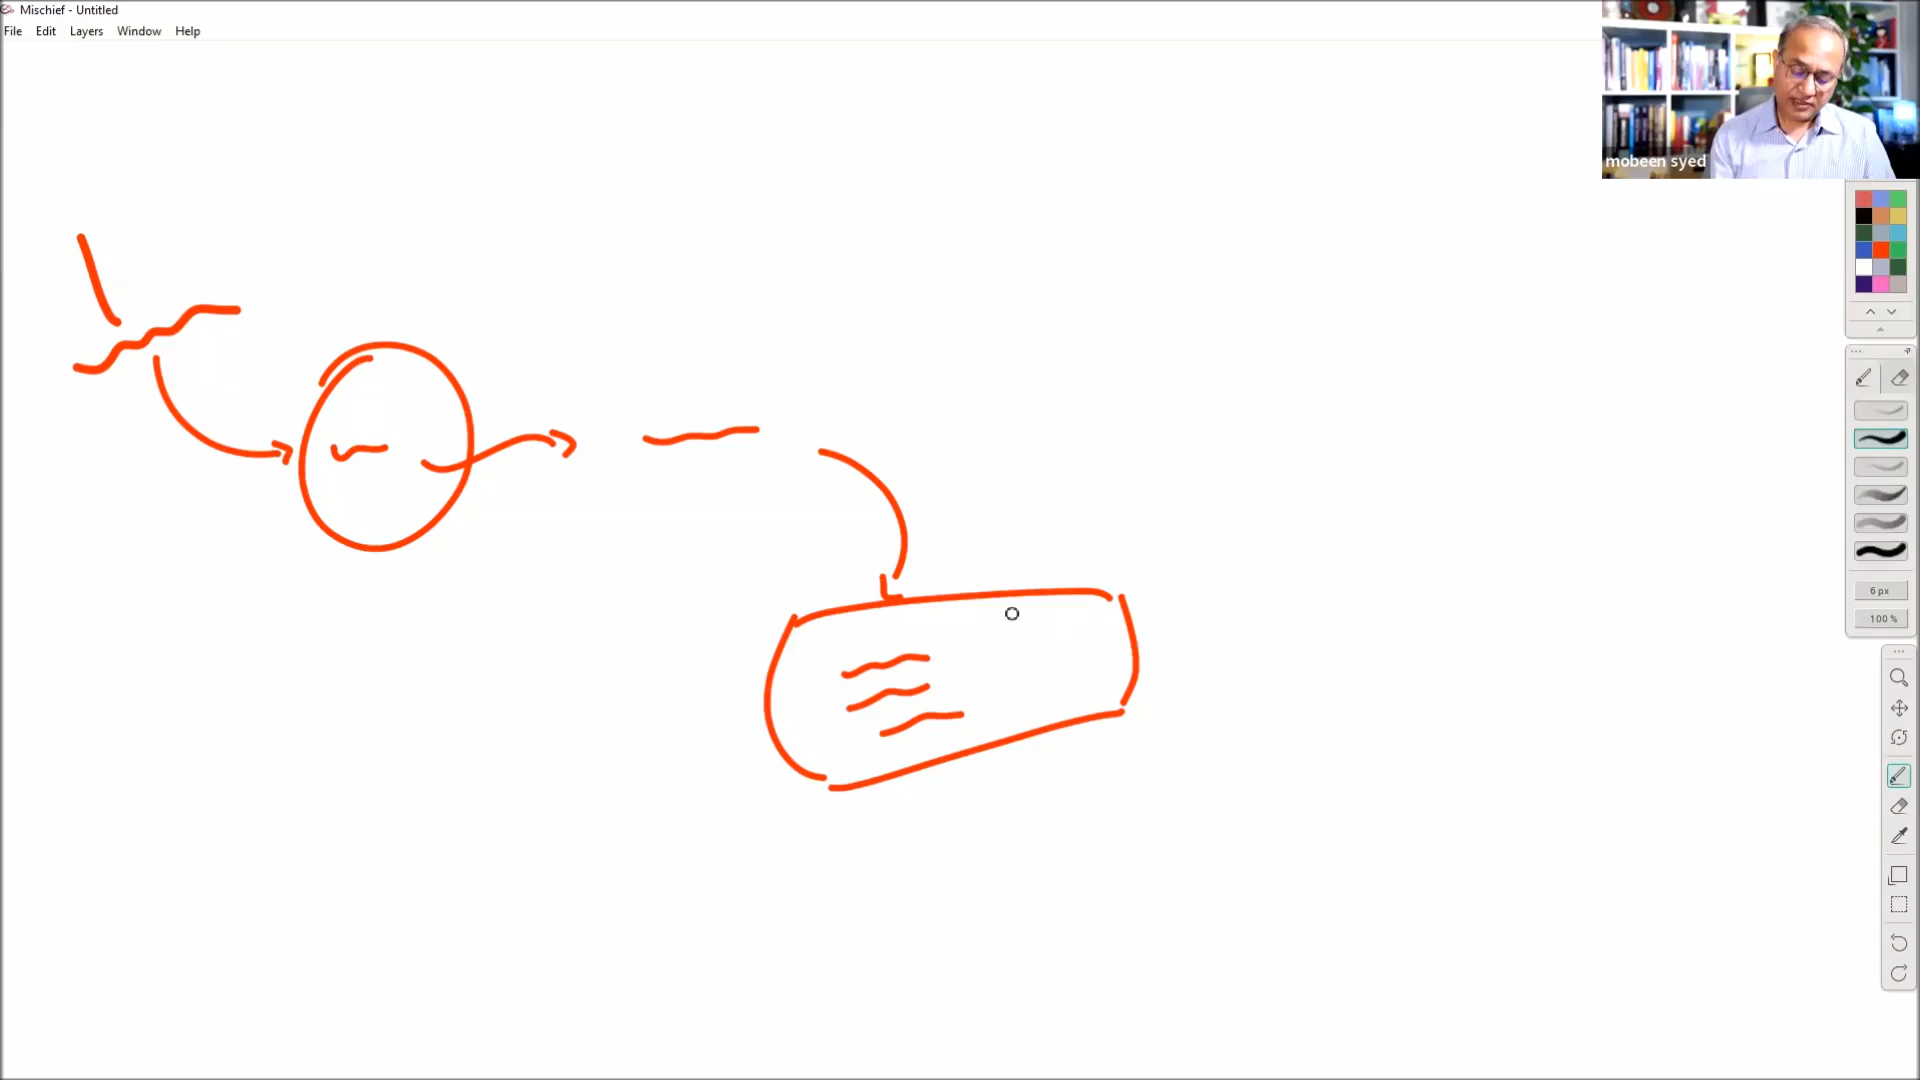 Mischief - Untitled
File Edit Layers Window Help
mobeen syed
6 px
100 %